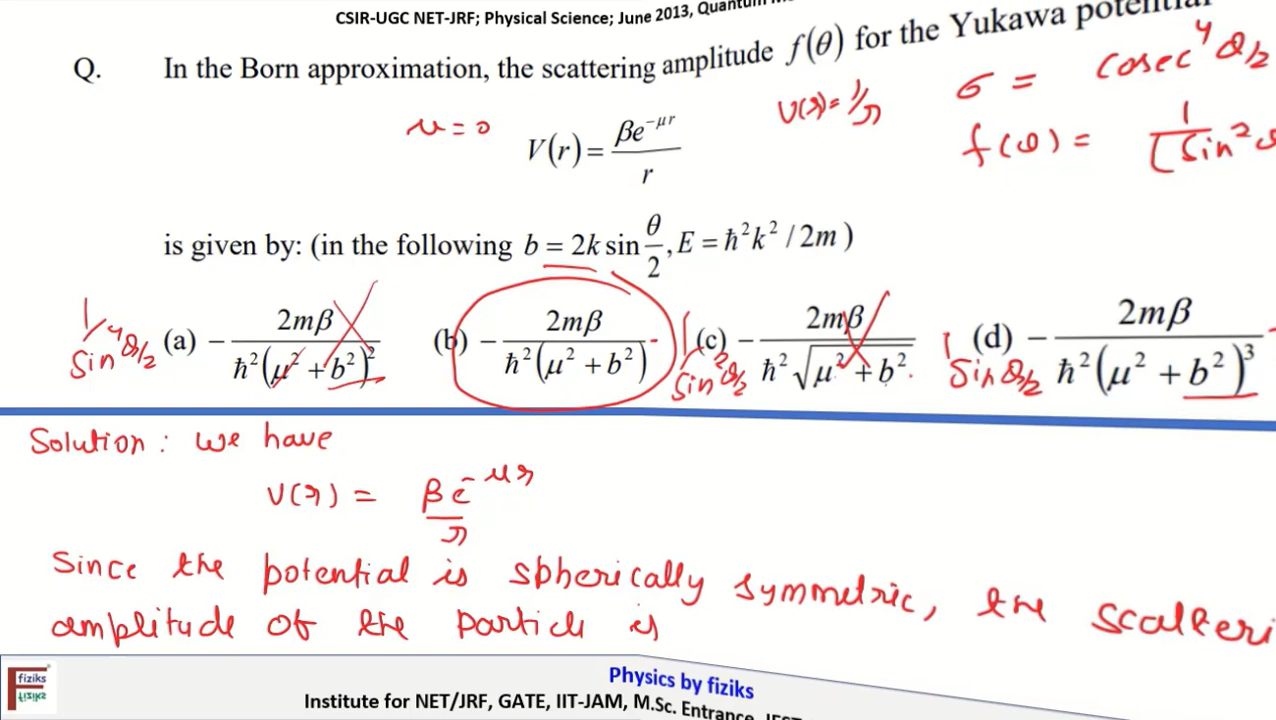 CSIR-UGC NET-JRF; Physical Science; June 2013, Quantum
Q. In the Born approximation, the scattering amplitude f(θ) for the Yukawa potential
μ = 0
V(r) = βe^{-μr} / r
V(r) = 1/r
σ = cosec⁴ θ/2
f(θ) = 1 / [sin²
is given by: (in the following b = 2k sin θ/2, E = ħ²k² / 2m )
(a) − 2mβ / ħ²(μ² + b²)²
(b) − 2mβ / ħ²(μ² + b²)
(c) − 2mβ / ħ²√(μ² + b²)
(d) − 2mβ / ħ²(μ² + b²)³
1/sin⁴ θ/2
1/sin² θ/2
1/sin θ/2
Solution: we have
V(r) = βe^{-μr} / r
Since the potential is spherically symmetric, the scatteri
amplitude of the particle is
fiziks
Physics by fiziks
Institute for NET/JRF, GATE, IIT-JAM, M.Sc. Entrance, JEST